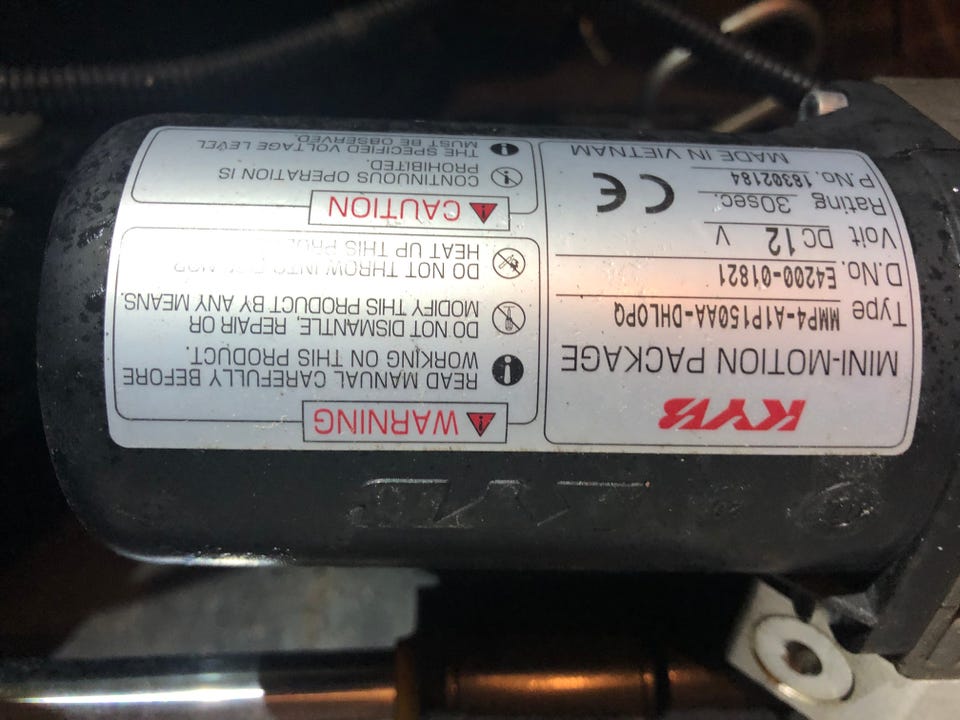 KYB
MINI-MOTION PACKAGE
Type MMP4-A1P150AA-DHLOPQ
D.No. E4200-01821
Volt DC 12 V
Rating 30sec.
P.No. 18302184
CE
MADE IN VIETNAM
WARNING
READ MANUAL CAREFULLY BEFORE
WORKING ON THIS PRODUCT.
DO NOT DISMANTLE, REPAIR OR
MODIFY THIS PRODUCT BY ANY MEANS.
DO NOT THROW INTO
HEAT UP THIS
CAUTION
CONTINUOUS OPERATION IS
PROHIBITED.
THE SPECIFIED VOLTAGE LEVEL
MUST BE OBSERVED.
KYB